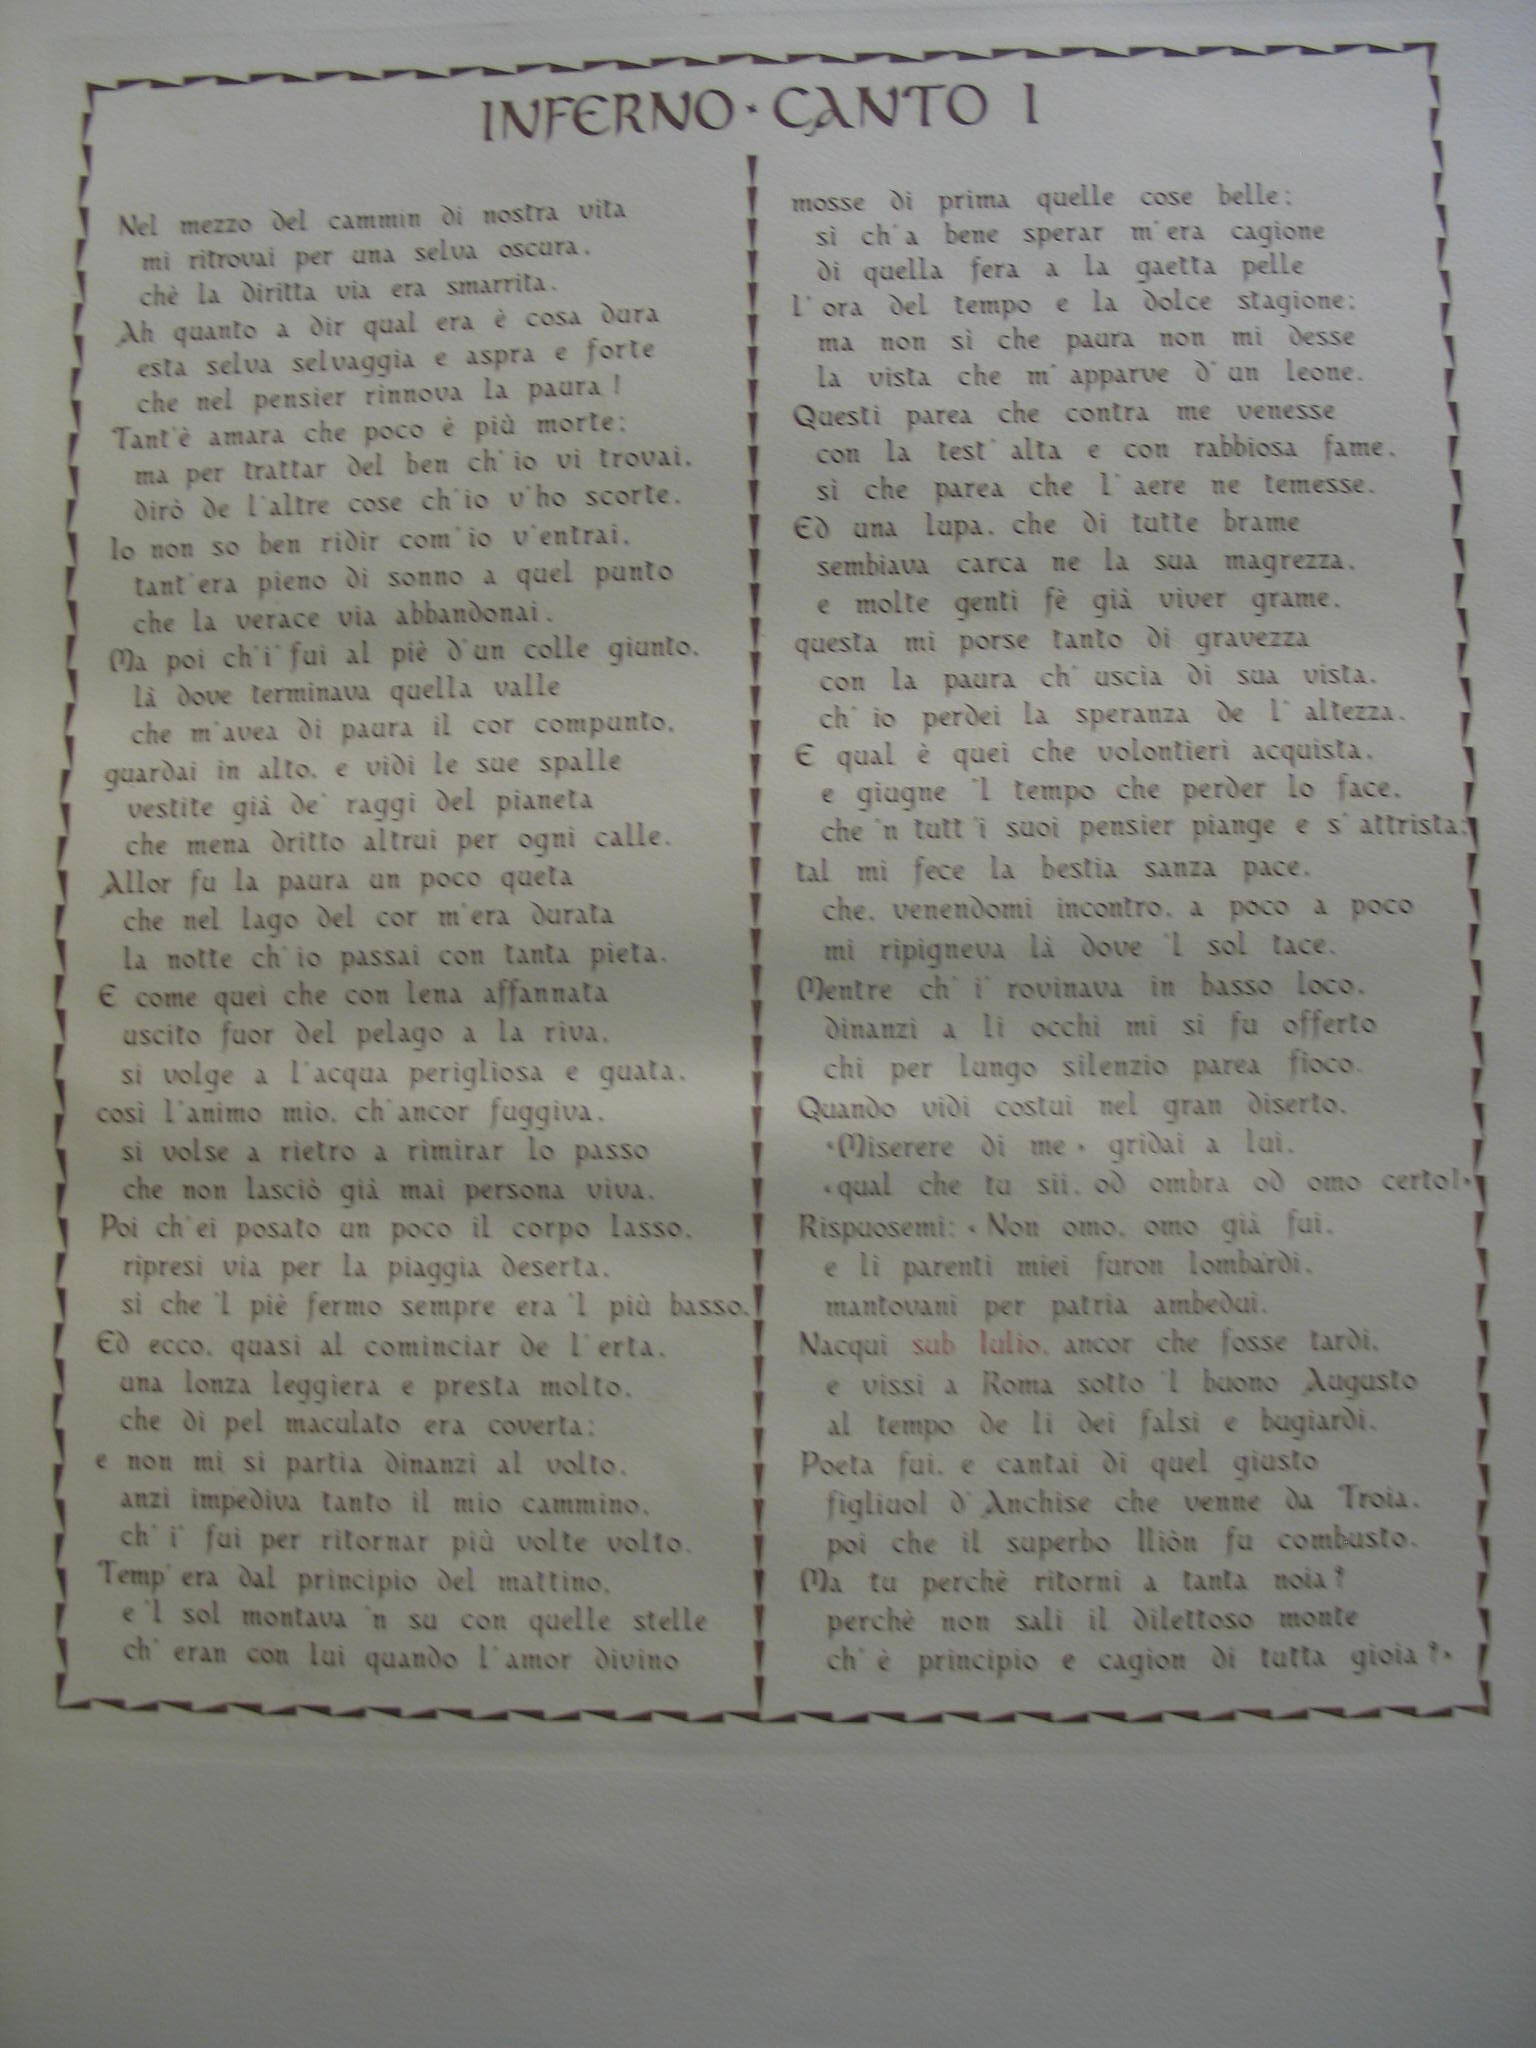 INFERNO · CANTO I
Nel mezzo del cammin di nostra vita
mi ritrovai per una selva oscura,
chè la diritta via era smarrita.
Ah quanto a dir qual era è cosa dura
esta selva selvaggia e aspra e forte
che nel pensier rinnova la paura!
Tant'è amara che poco è più morte;
ma per trattar del ben ch'io vi trovai,
dirò de l'altre cose ch'io v'ho scorte.
Io non so ben ridir com'io v'entrai,
tant'era pieno di sonno a quel punto
che la verace via abbandonai.
Ma poi ch'i' fui al piè d'un colle giunto,
là dove terminava quella valle
che m'avea di paura il cor compunto,
guardai in alto, e vidi le sue spalle
vestite già de' raggi del pianeta
che mena dritto altrui per ogni calle.
Allor fu la paura un poco queta
che nel lago del cor m'era durata
la notte ch'io passai con tanta pieta.
E come quei che con lena affannata
uscito fuor del pelago a la riva,
si volge a l'acqua perigliosa e guata,
così l'animo mio, ch'ancor fuggiva,
si volse a rietro a rimirar lo passo
che non lasciò già mai persona viva.
Poi ch'ei posato un poco il corpo lasso,
ripresi via per la piaggia deserta,
sì che 'l piè fermo sempre era 'l più basso.
Ed ecco, quasi al cominciar de l'erta,
una lonza leggiera e presta molto,
che di pel maculato era coverta;
e non mi si partia dinanzi al volto,
anzi impediva tanto il mio cammino,
ch'i' fui per ritornar più volte volto.
Temp'era dal principio del mattino,
e 'l sol montava 'n su con quelle stelle
ch'eran con lui quando l'amor divino
mosse di prima quelle cose belle;
sì ch'a bene sperar m'era cagione
di quella fera a la gaetta pelle
l'ora del tempo e la dolce stagione;
ma non sì che paura non mi desse
la vista che m'apparve d'un leone.
Questi parea che contra me venesse
con la test'alta e con rabbiosa fame,
sì che parea che l'aere ne temesse.
Ed una lupa, che di tutte brame
sembiava carca ne la sua magrezza,
e molte genti fè già viver grame,
questa mi porse tanto di gravezza
con la paura ch'uscia di sua vista,
ch'io perdei la speranza de l'altezza.
E qual è quei che volontieri acquista,
e giugne 'l tempo che perder lo face,
che 'n tutt'i suoi pensier piange e s'attrista;
tal mi fece la bestia sanza pace,
che, venendomi incontro, a poco a poco
mi ripigneva là dove 'l sol tace.
Mentre ch'i' rovinava in basso loco,
dinanzi a li occhi mi si fu offerto
chi per lungo silenzio parea fioco.
Quando vidi costui nel gran diserto,
«Miserere di me» gridai a lui,
«qual che tu sii, od ombra od omo certo!»
Rispuosemi: «Non omo, omo già fui,
e li parenti miei furon lombardi,
mantovani per patria ambedui.
Nacqui sub Iulio, ancor che fosse tardi,
e vissi a Roma sotto 'l buono Augusto
al tempo de li dei falsi e bugiardi.
Poeta fui, e cantai di quel giusto
figliuol d'Anchise che venne da Troia,
poi che il superbo Iliòn fu combusto.
Ma tu perchè ritorni a tanta noia?
perchè non sali il dilettoso monte
ch'è principio e cagion di tutta gioia?»